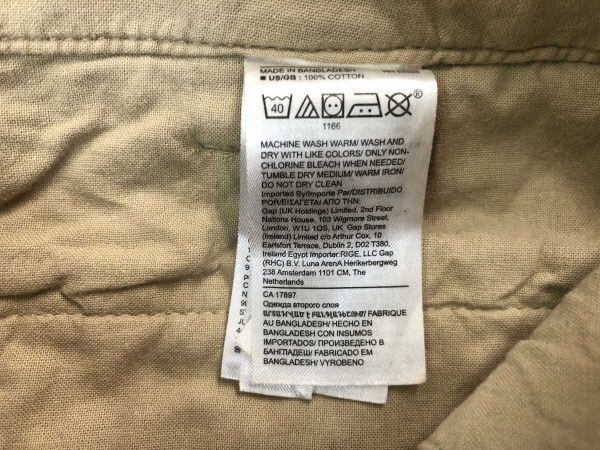 MADE IN BANGLADESH
■ US/GB : 100% COTTON
40
®
1166
MACHINE WASH WARM/ WASH AND
DRY WITH LIKE COLORS/ ONLY NON-
CHLORINE BLEACH WHEN NEEDED/
TUMBLE DRY MEDIUM/ WARM IRON/
DO NOT DRY CLEAN
Imported By/Importe Par/DISTRIBUIDO
POR/ΕΙΣΑΓΕΤΑΙ ΑΠΟ ΤΗΝ:
Gap (UK Holdings) Limited, 2nd Floor
Nations House, 103 Wigmore Street,
London, W1U 1QS, UK. Gap Stores
(Ireland) Limited c/o Arthur Cox, 10
Earlston Terrace, Dublin 2, D02 T380,
Ireland Egypt Importer:RIGE, LLC Gap
(RHC) B.V. Luna ArenA Herikerbergweg
238 Amsterdam 1101 CM, The
Netherlands
CA 17897
Одежда второго слоя
FABRIQUE
AU BANGLADESH/ HECHO EN
BANGLADESH/ CON INSUMOS
IMPORTADOS/ ПРОИЗВЕДЕНО В
БАНГЛАДЕШ/ FABRICADO EM
BANGLADESH/ VYROBENO